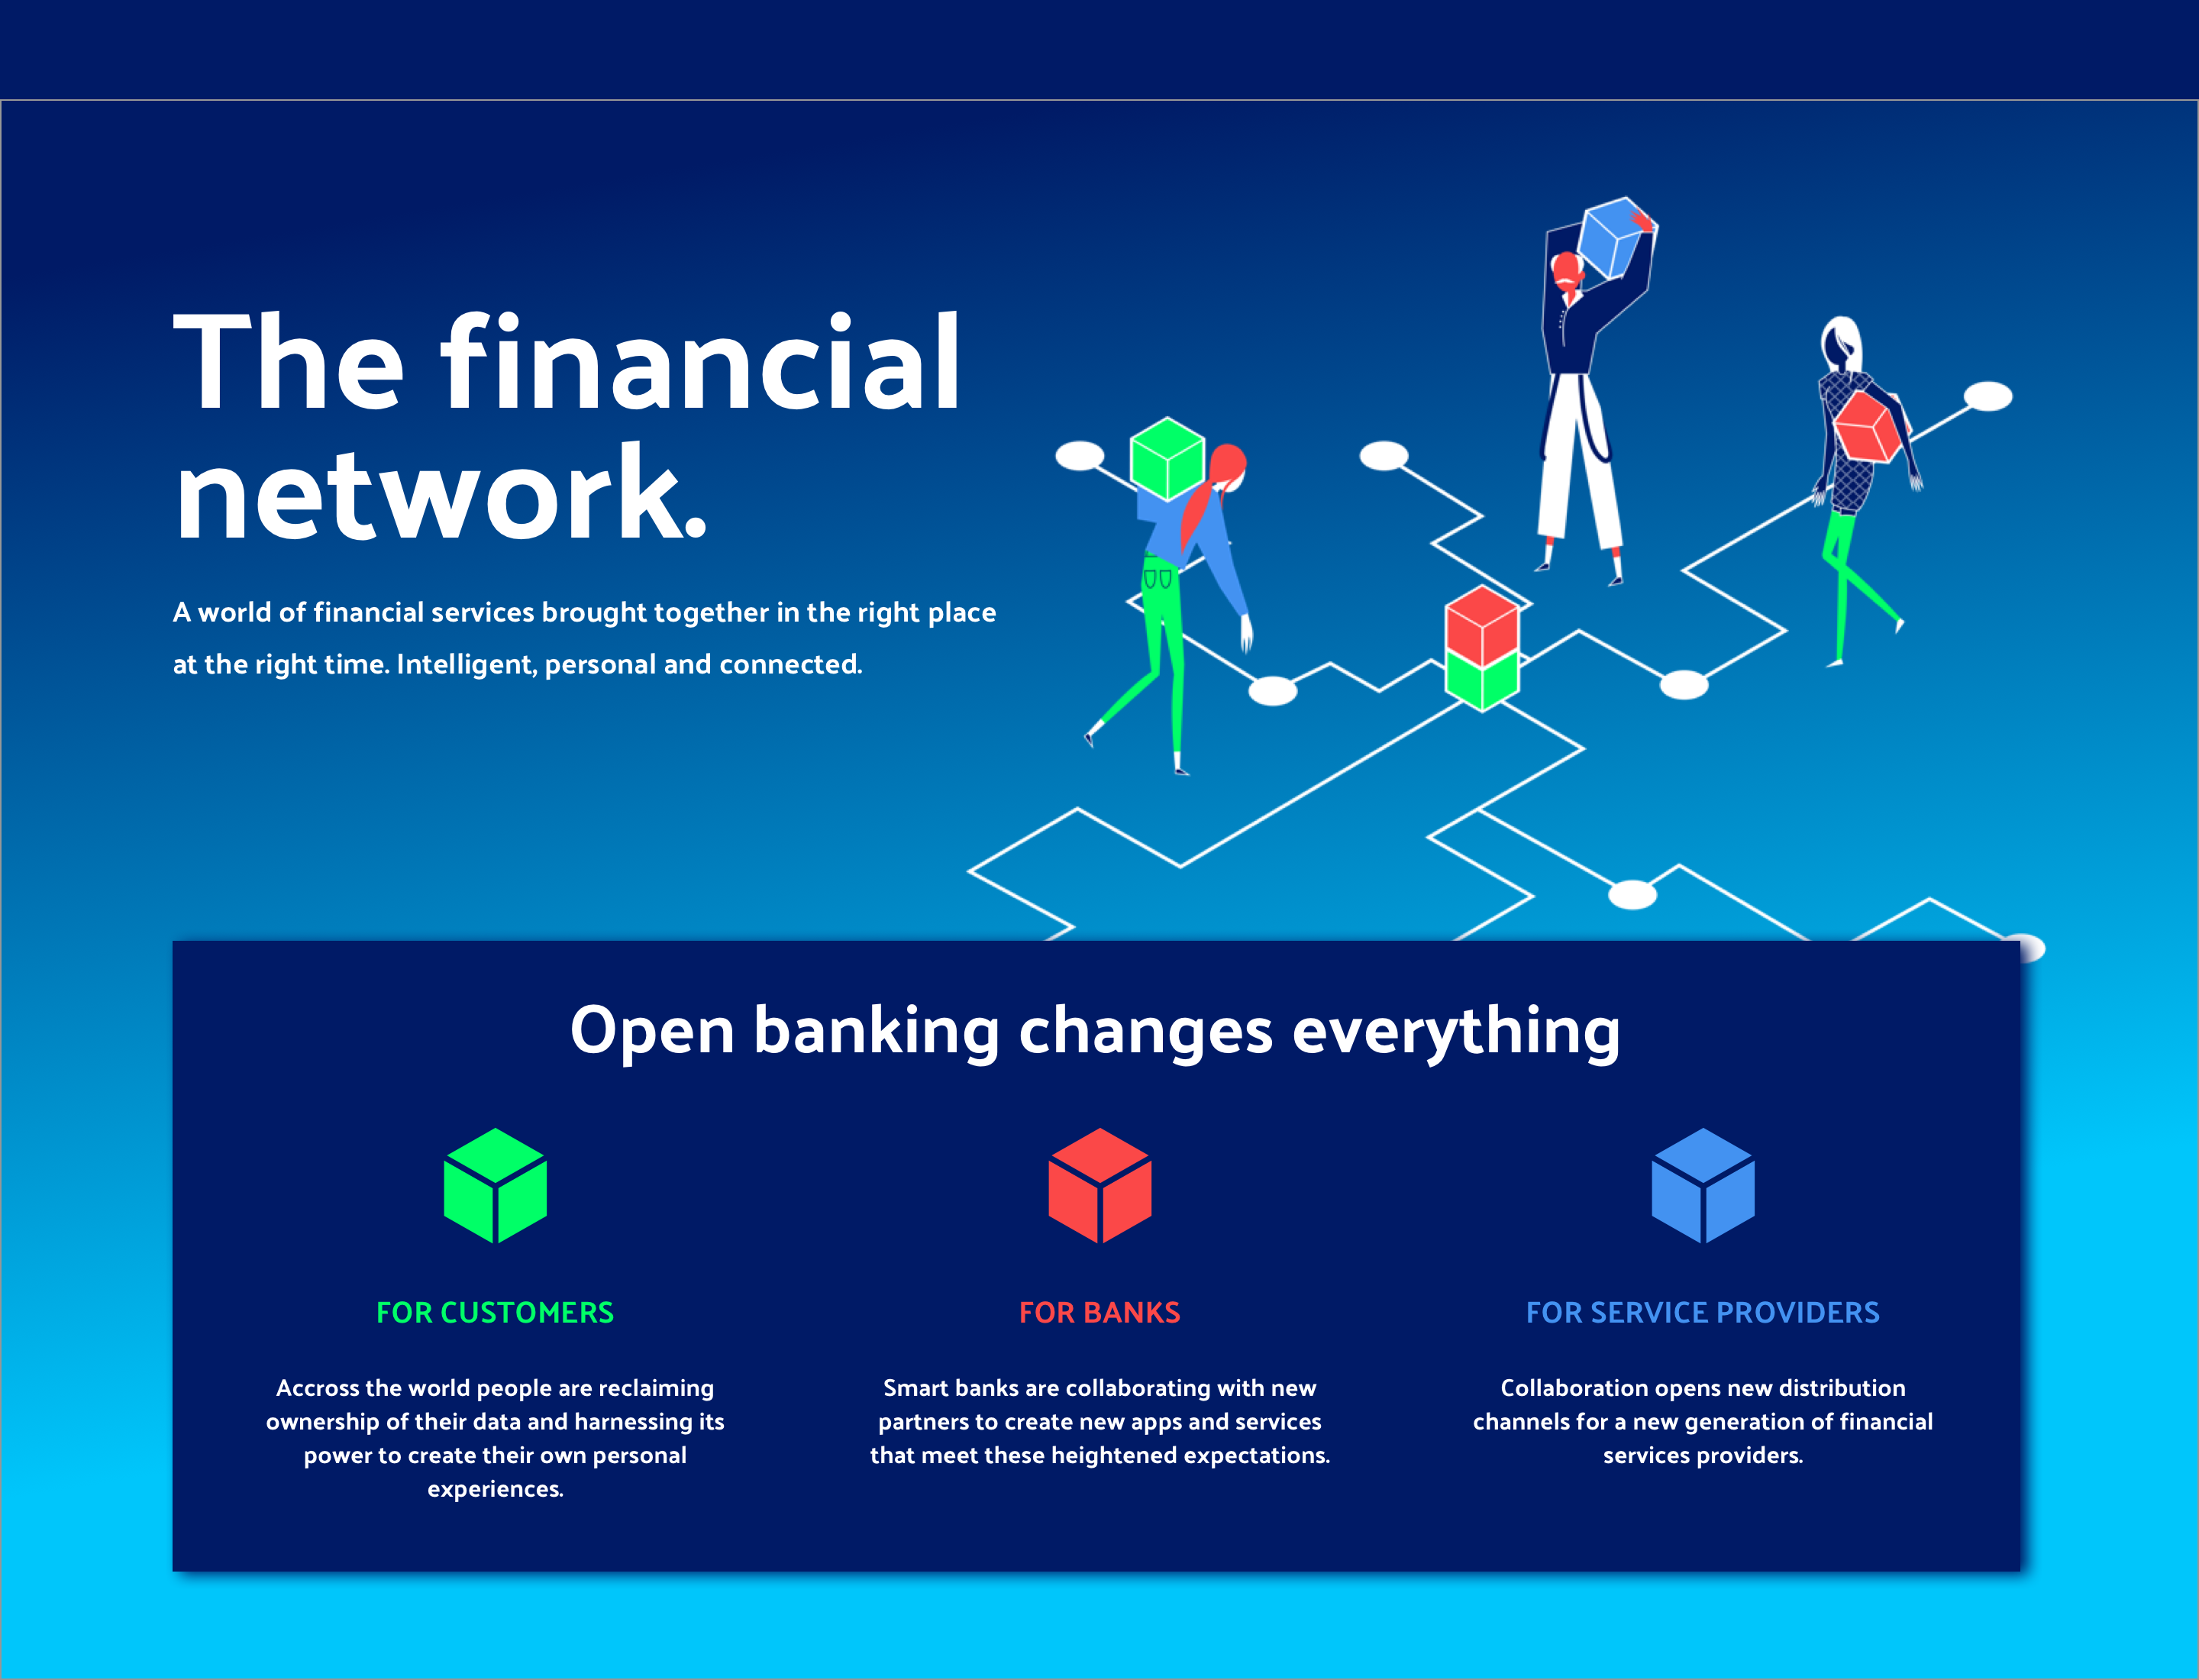 The financial
network.
A world of financial services brought together in the right place
at the right time. Intelligent, personal and connected.
Open banking changes everything
FOR CUSTOMERS
Accross the world people are reclaiming
ownership of their data and harnessing its
power to create their own personal
experiences.
FOR BANKS
Smart banks are collaborating with new
partners to create new apps and services
that meet these heightened expectations.
FOR SERVICE PROVIDERS
Collaboration opens new distribution
channels for a new generation of financial
services providers.